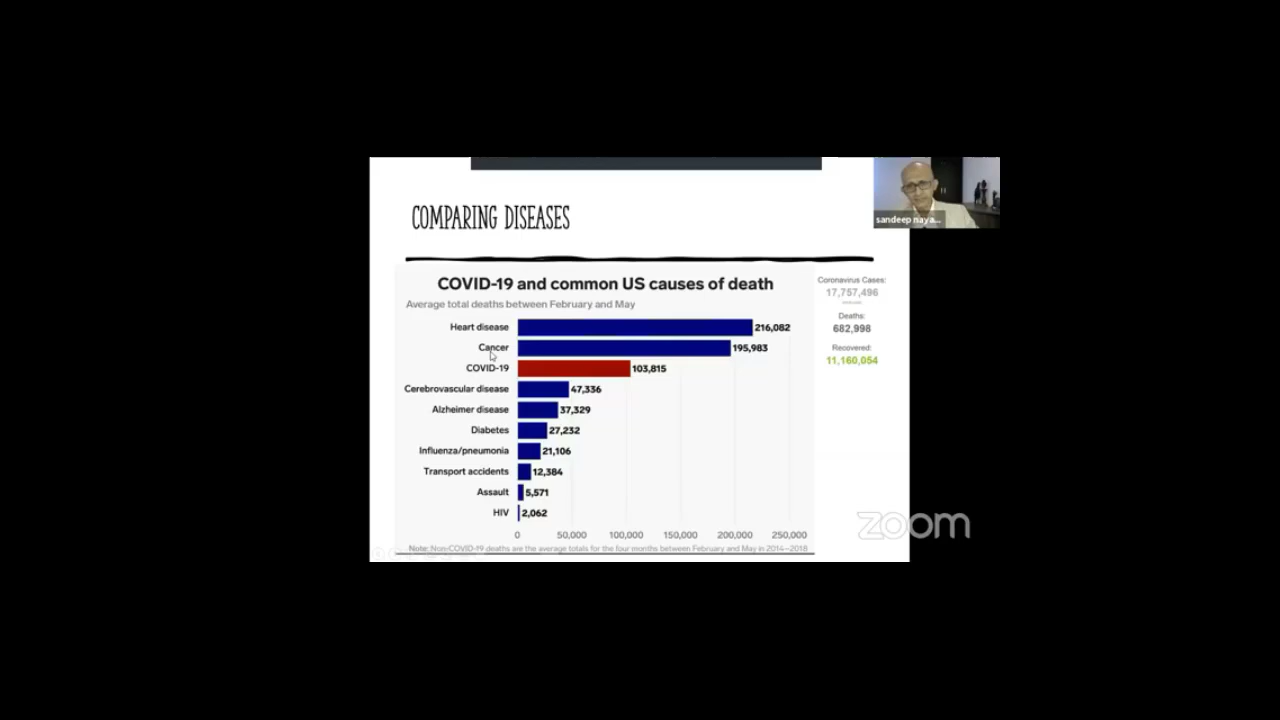 COMPARING DISEASES
sandeep naya...
COVID-19 and common US causes of death
Average total deaths between February and May
Heart disease 216,082
Cancer 195,983
COVID-19 103,815
Cerebrovascular disease 47,336
Alzheimer disease 37,329
Diabetes 27,232
Influenza/pneumonia 21,106
Transport accidents 12,384
Assault 5,571
HIV 2,062
0 50,000 100,000 150,000 200,000 250,000
Note: Non-COVID-19 deaths are the average totals for the four months between February and May in 2014–2018
Coronavirus Cases:
17,757,496
Deaths:
682,998
Recovered:
11,160,054
zoom